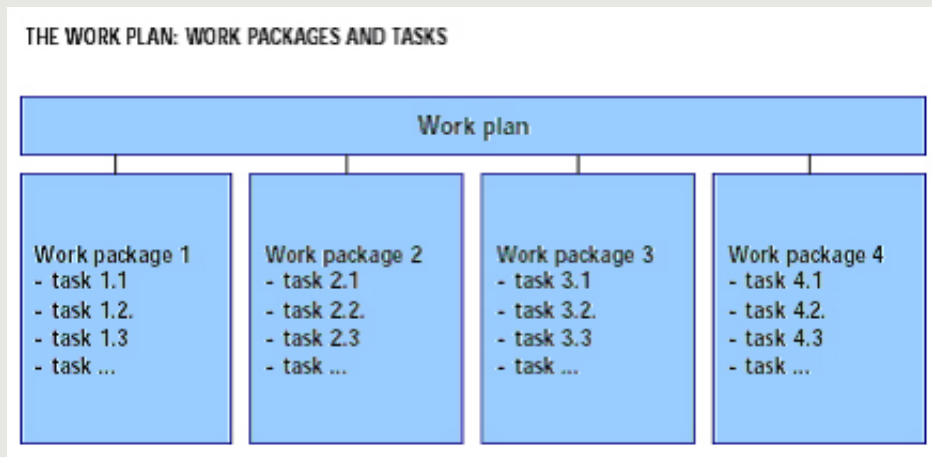 THE WORK PLAN: WORK PACKAGES AND TASKS
Work plan
Work package 1
- task 1.1
- task 1.2.
- task 1.3
- task ...
Work package 2
- task 2.1
- task 2.2.
- task 2.3
- task ...
Work package 3
- task 3.1
- task 3.2.
- task 3.3
- task ...
Work package 4
- task 4.1
- task 4.2.
- task 4.3
- task ...